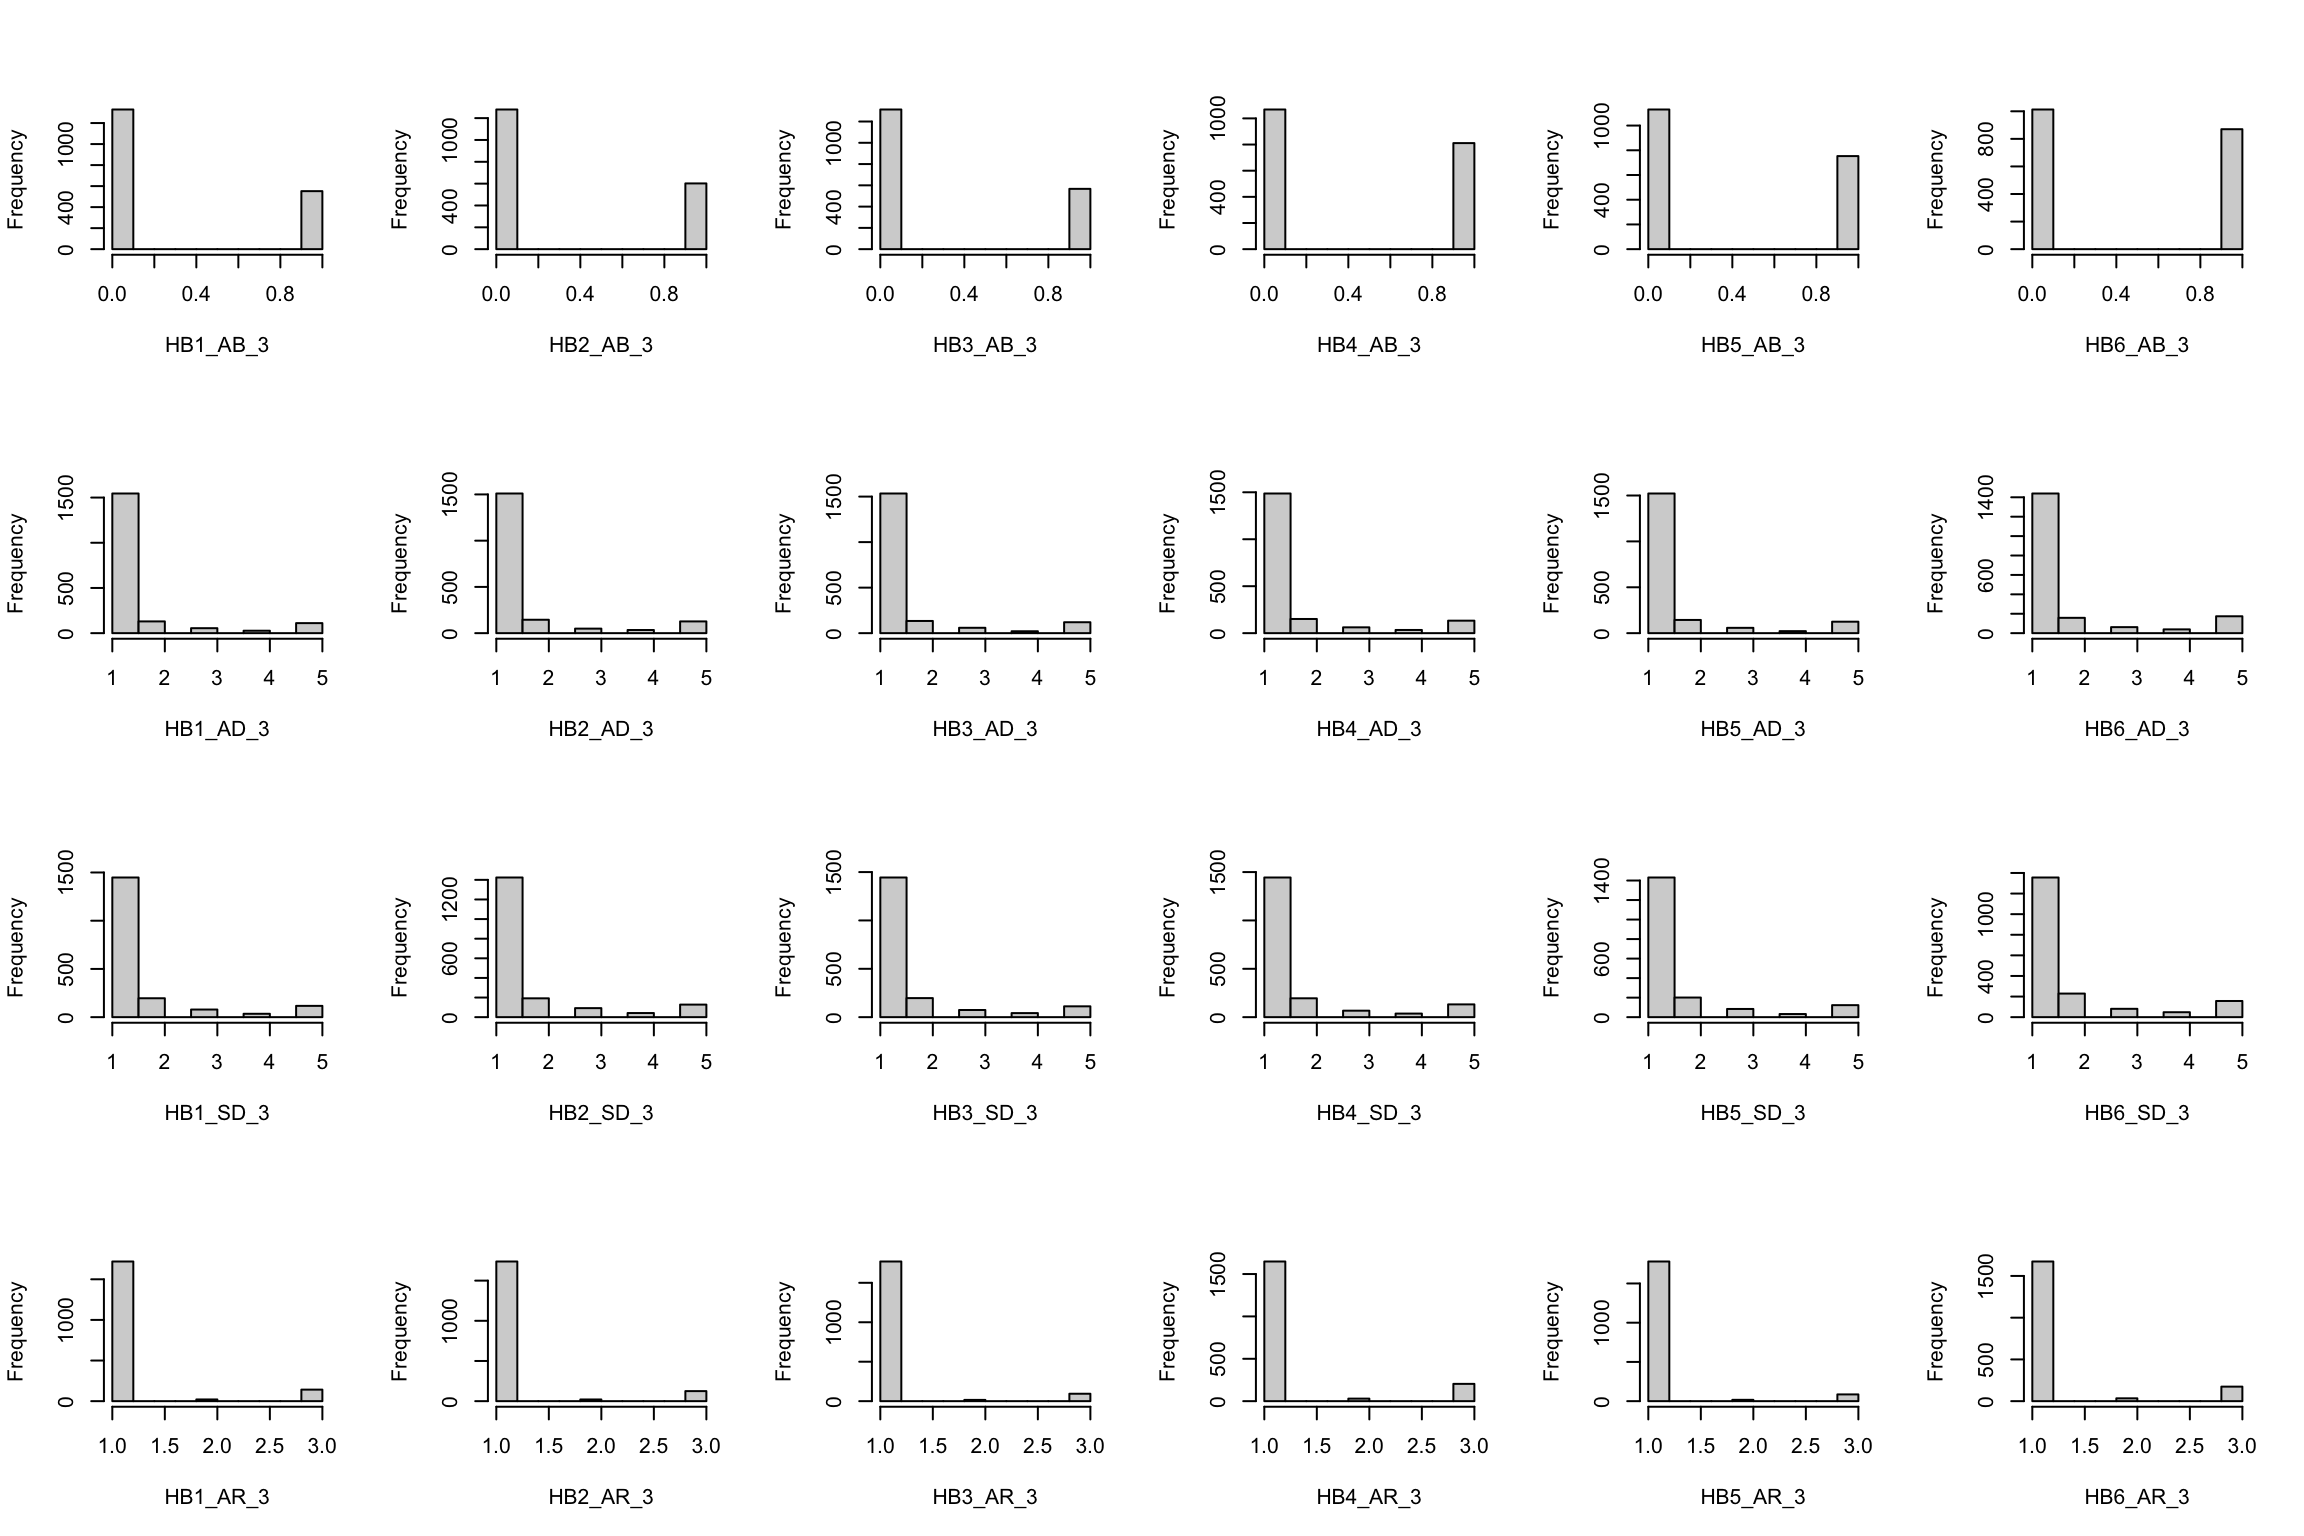 Frequency
0 400 1000
0.0 0.4 0.8
HB1_AB_3
Frequency
0 400 1000
0.0 0.4 0.8
HB2_AB_3
Frequency
0 400 1000
0.0 0.4 0.8
HB3_AB_3
Frequency
0 400 1000
0.0 0.4 0.8
HB4_AB_3
Frequency
0 400 1000
0.0 0.4 0.8
HB5_AB_3
Frequency
0 400 800
0.0 0.4 0.8
HB6_AB_3
Frequency
0 500 1500
1 2 3 4 5
HB1_AD_3
Frequency
0 500 1500
1 2 3 4 5
HB2_AD_3
Frequency
0 500 1500
1 2 3 4 5
HB3_AD_3
Frequency
0 500 1500
1 2 3 4 5
HB4_AD_3
Frequency
0 500 1500
1 2 3 4 5
HB5_AD_3
Frequency
0 600 1400
1 2 3 4 5
HB6_AD_3
Frequency
0 500 1500
1 2 3 4 5
HB1_SD_3
Frequency
0 600 1200
1 2 3 4 5
HB2_SD_3
Frequency
0 500 1500
1 2 3 4 5
HB3_SD_3
Frequency
0 500 1500
1 2 3 4 5
HB4_SD_3
Frequency
0 600 1400
1 2 3 4 5
HB5_SD_3
Frequency
0 400 1000
1 2 3 4 5
HB6_SD_3
Frequency
0 1000
1.0 1.5 2.0 2.5 3.0
HB1_AR_3
Frequency
0 1000
1.0 1.5 2.0 2.5 3.0
HB2_AR_3
Frequency
0 1000
1.0 1.5 2.0 2.5 3.0
HB3_AR_3
Frequency
0 500 1500
1.0 1.5 2.0 2.5 3.0
HB4_AR_3
Frequency
0 1000
1.0 1.5 2.0 2.5 3.0
HB5_AR_3
Frequency
0 500 1500
1.0 1.5 2.0 2.5 3.0
HB6_AR_3